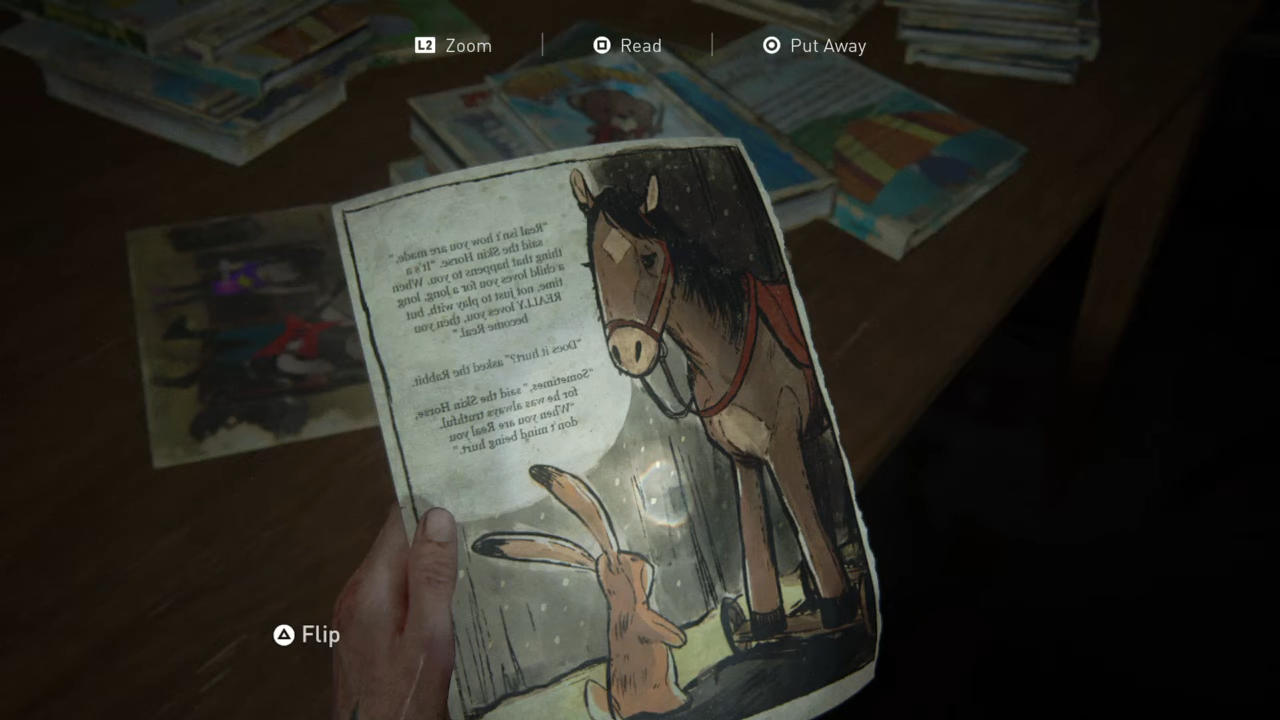 L2 Zoom
Read
Put Away
"Real isn't how you are made,"
said the Skin Horse. "It's a
thing that happens to you. When
a child loves you for a long, long
time, not just to play with, but
REALLY loves you, then you
become Real."
"Does it hurt?" asked the Rabbit.
"Sometimes," said the Skin Horse,
for he was always truthful.
"When you are Real you
don't mind being hurt."
Flip